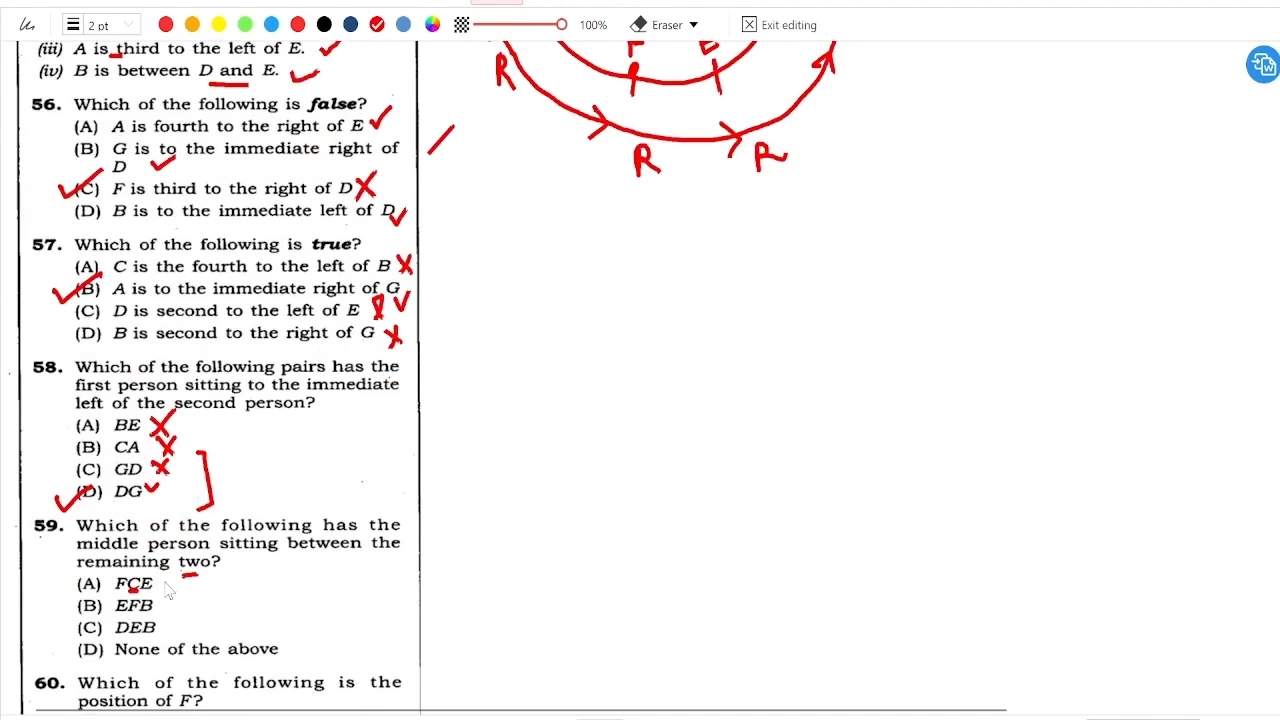 2 pt
100%
Eraser
Exit editing
(iii) A is third to the left of E.
(iv) B is between D and E.
56. Which of the following is false?
(A) A is fourth to the right of E
(B) G is to the immediate right of
D
(C) F is third to the right of D
(D) B is to the immediate left of D
57. Which of the following is true?
(A) C is the fourth to the left of B
(B) A is to the immediate right of G
(C) D is second to the left of E
(D) B is second to the right of G
58. Which of the following pairs has the
first person sitting to the immediate
left of the second person?
(A) BE
(B) CA
(C) GD
(D) DG
59. Which of the following has the
middle person sitting between the
remaining two?
(A) FCE
(B) EFB
(C) DEB
(D) None of the above
60. Which of the following is the
position of F?
R
R
R